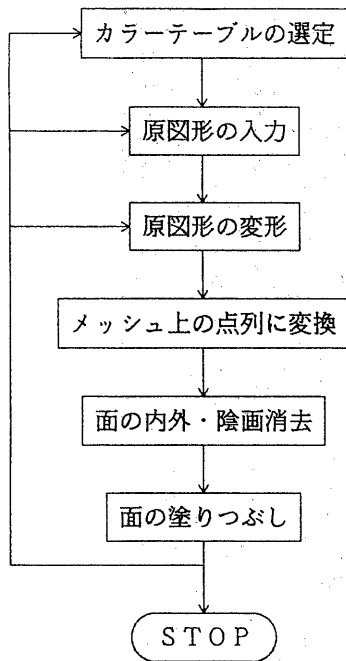 カラーテーブルの選定
原図形の入力
原図形の変形
メッシュ上の点列に変換
面の内外・陰画消去
面の塗りつぶし
STOP